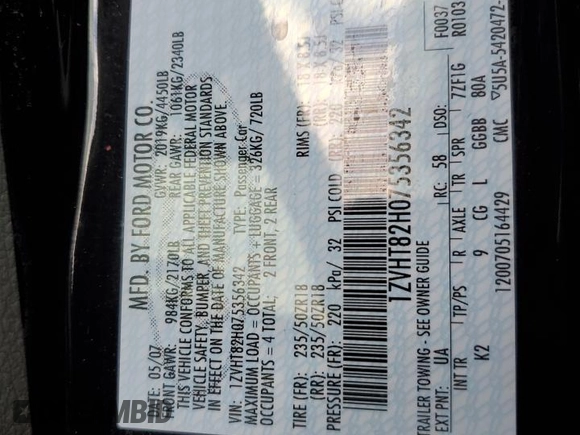 MFD. BY FORD MOTOR CO.
DATE: 05/07 GVWR: 2019KG/4450LB
FRONT GAWR: 984KG/2170LB REAR GAWR: 1061KG/2340LB
THIS VEHICLE CONFORMS TO ALL APPLICABLE FEDERAL MOTOR
VEHICLE SAFETY, BUMPER, AND THEFT PREVENTION STANDARDS
IN EFFECT ON THE DATE OF MANUFACTURE SHOWN ABOVE.
VIN: 1ZVHT82H075356342 TYPE: Passenger Car
MAXIMUM LOAD = OCCUPANTS + LUGGAGE = 326KG/720LB
OCCUPANTS = 4 TOTAL: 2 FRONT, 2 REAR
TIRE (FR): 235/50ZR18 RIMS (FR):
(RR): 235/50ZR18
PRESSURE (FR): 220 kPa/ 32 PSI COLD
1ZVHT82H075356342
F0037
TRAILER TOWING - SEE OWNER GUIDE
R0103
EXT PNT: UA RC: 58 DSO: 7ZF1G
INT TR TP/PS R AXLE TR SPR
K2 9 CG L GGBB 80A
1200705164429 CMC ▽5U5A-5420472-